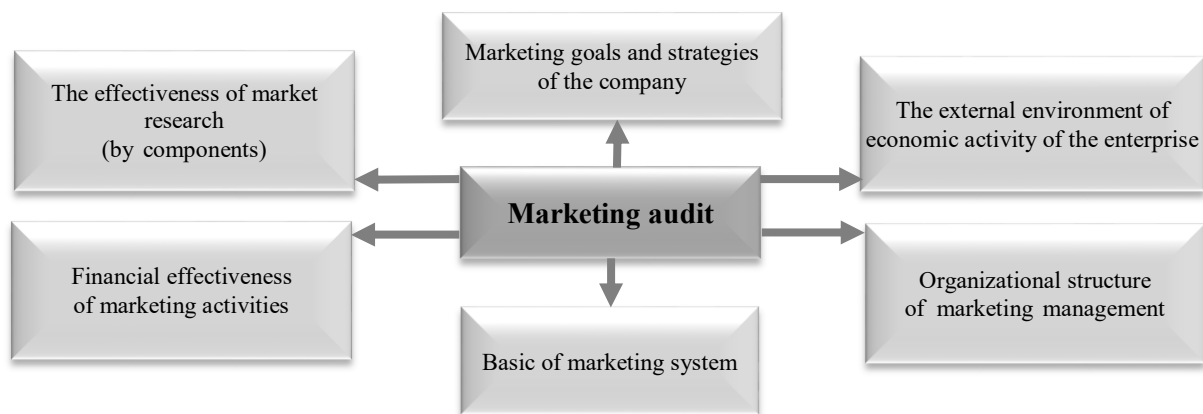 Marketing goals and strategies
of the company
The effectiveness of market
research
(by components)
The external environment of
economic activity of the enterprise
Marketing audit
Financial effectiveness
of marketing activities
Organizational structure
of marketing management
Basic of marketing system